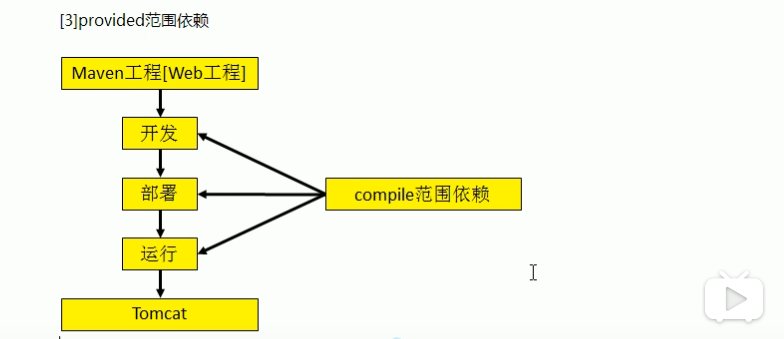 [3]provided范围依赖
Maven工程[Web工程]
开发
部署
compile范围依赖
运行
Tomcat